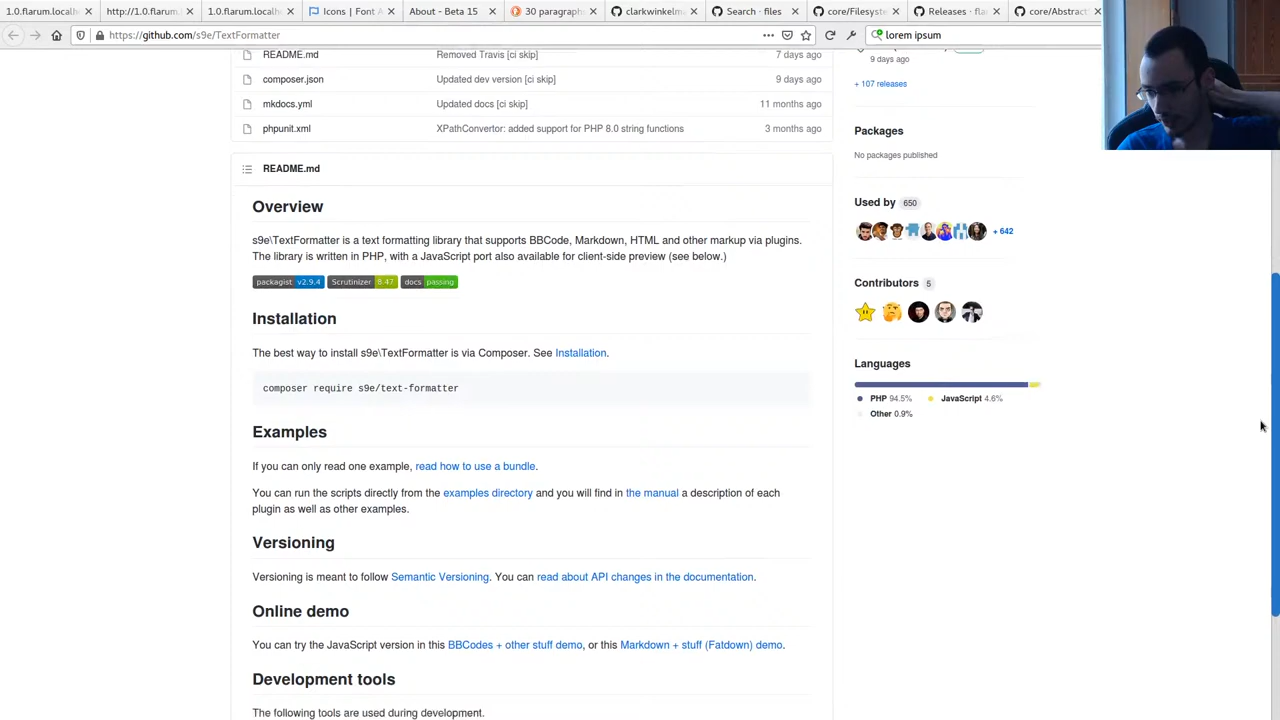 1.0.flarum.localh
http://1.0.flarum.
1.0.flarum.localh
Icons | Font A
About - Beta 15
30 paragraph
clarkwinkelm
Search · files
core/Filesyste
Releases · fla
core/Abstract
https://github.com/s9e/TextFormatter
lorem ipsum
README.md Removed Travis [ci skip] 7 days ago
composer.json Updated dev version [ci skip] 9 days ago
mkdocs.yml Updated docs [ci skip] 11 months ago
phpunit.xml XPathConvertor: added support for PHP 8.0 string functions 3 months ago
README.md
Overview
s9e\TextFormatter is a text formatting library that supports BBCode, Markdown, HTML and other markup via plugins.
The library is written in PHP, with a JavaScript port also available for client-side preview (see below.)
packagist v2.9.4 Scrutinizer 8.47 docs passing
Installation
The best way to install s9e\TextFormatter is via Composer. See Installation.
composer require s9e/text-formatter
Examples
If you can only read one example, read how to use a bundle.
You can run the scripts directly from the examples directory and you will find in the manual a description of each
plugin as well as other examples.
Versioning
Versioning is meant to follow Semantic Versioning. You can read about API changes in the documentation.
Online demo
You can try the JavaScript version in this BBCodes + other stuff demo, or this Markdown + stuff (Fatdown) demo.
Development tools
The following tools are used during development.
9 days ago
+ 107 releases
Packages
No packages published
Used by 650
+ 642
Contributors 5
Languages
PHP 94.5% JavaScript 4.6%
Other 0.9%